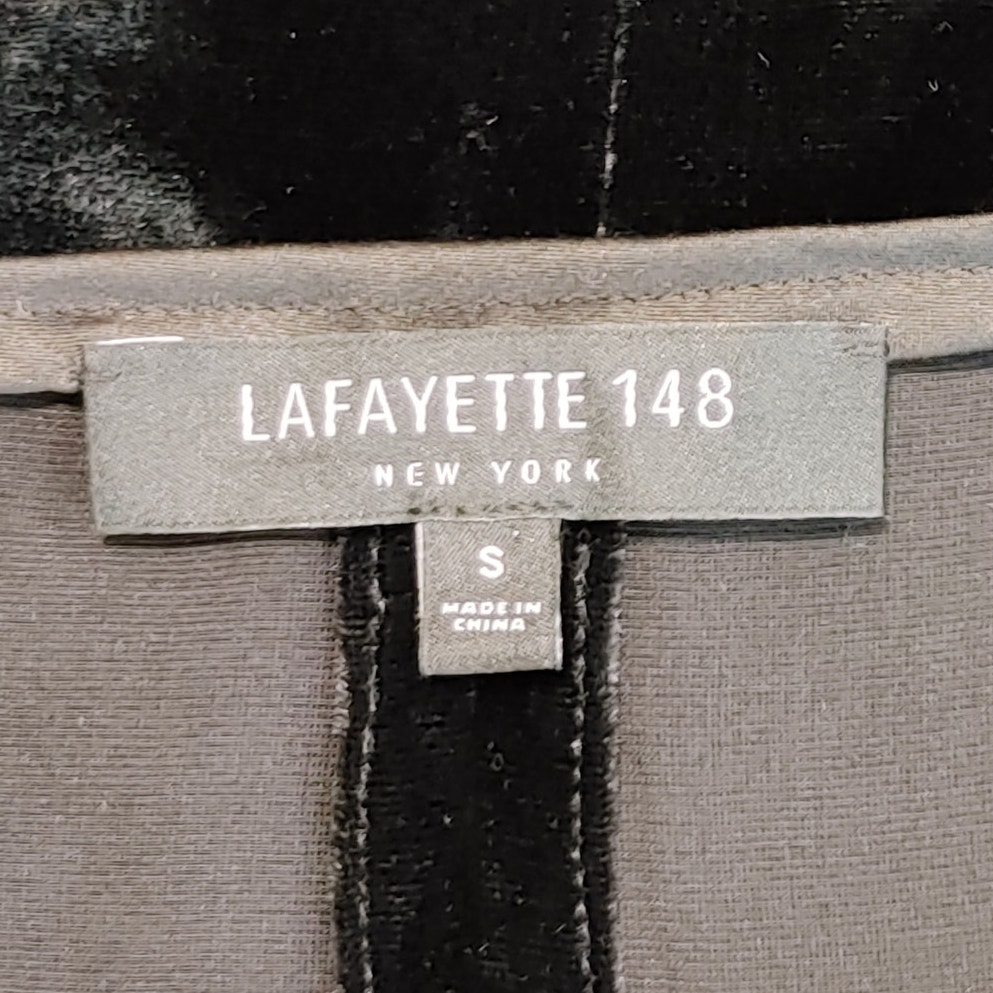 LAFAYETTE 148
NEW YORK
S
MADE IN
CHINA